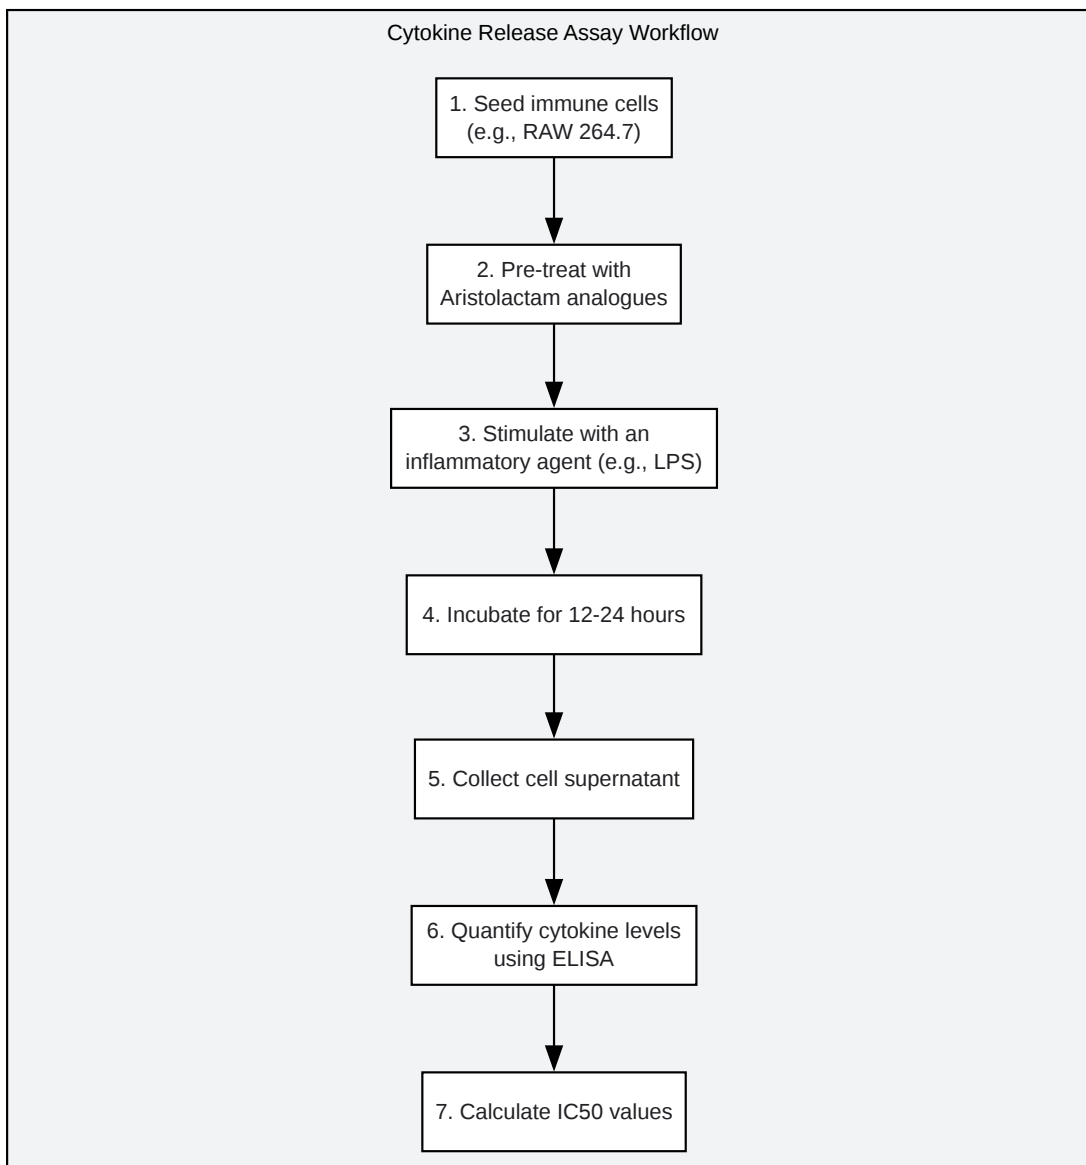 Cytokine Release Assay Workflow
1. Seed immune cells
(e.g., RAW 264.7)
2. Pre-treat with
Aristolactam analogues
3. Stimulate with an
inflammatory agent (e.g., LPS)
4. Incubate for 12-24 hours
5. Collect cell supernatant
6. Quantify cytokine levels
using ELISA
7. Calculate IC50 values